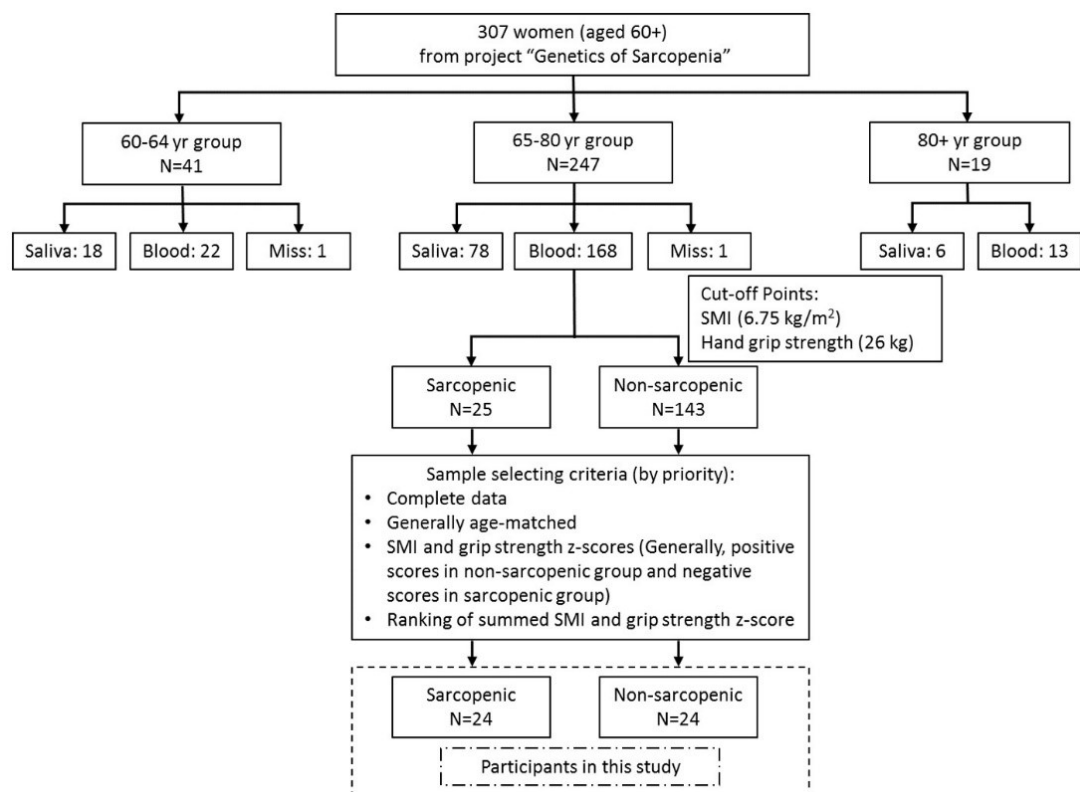 307 women (aged 60+)
from project “Genetics of Sarcopenia”
60-64 yr group
N=41
65-80 yr group
N=247
80+ yr group
N=19
Saliva: 18
Blood: 22
Miss: 1
Saliva: 78
Blood: 168
Miss: 1
Saliva: 6
Blood: 13
Cut-off Points:
SMI (6.75 kg/m²)
Hand grip strength (26 kg)
Sarcopenic
N=25
Non-sarcopenic
N=143
Sample selecting criteria (by priority):
• Complete data
• Generally age-matched
• SMI and grip strength z-scores (Generally, positive
scores in non-sarcopenic group and negative
scores in sarcopenic group)
• Ranking of summed SMI and grip strength z-score
Sarcopenic
N=24
Non-sarcopenic
N=24
Participants in this study